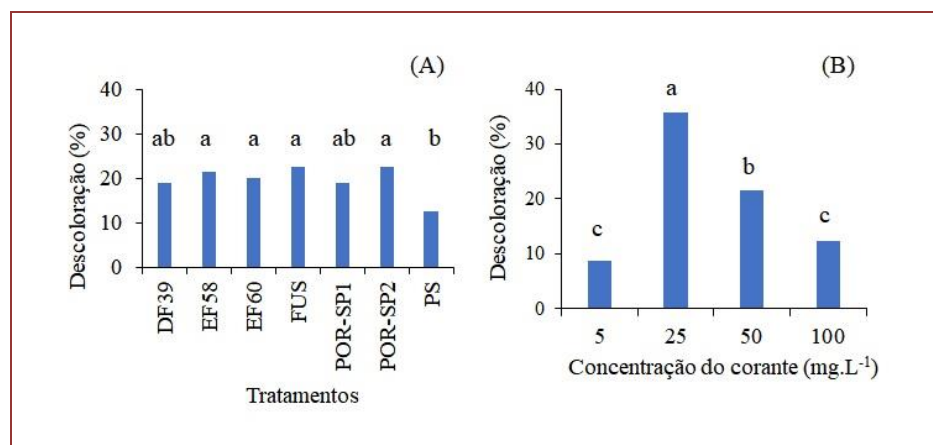 (A)
Descoloração (%)
40
30
20
10
0
ab a a a ab a b
DF39
EF58
EF60
FUS
POR-SP1
POR-SP2
PS
Tratamentos
(B)
Descoloração (%)
40
30
20
10
0
c a b c
5 25 50 100
Concentração do corante (mg.L⁻¹)